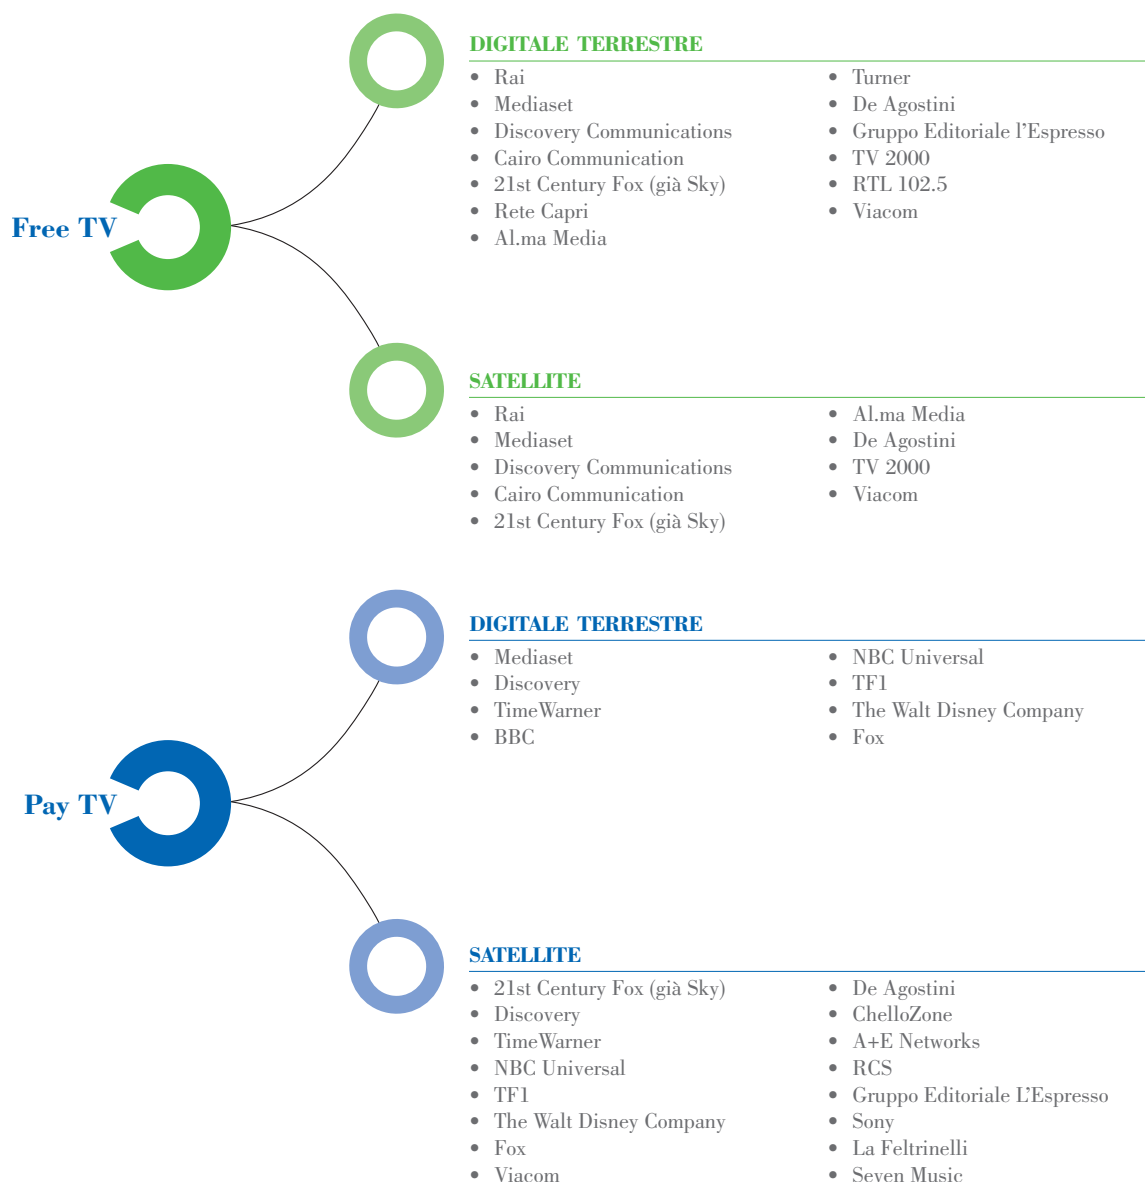 Free TV
DIGITALE TERRESTRE
• Rai
• Mediaset
• Discovery Communications
• Cairo Communication
• 21st Century Fox (già Sky)
• Rete Capri
• Al.ma Media
• Turner
• De Agostini
• Gruppo Editoriale l’Espresso
• TV 2000
• RTL 102.5
• Viacom
SATELLITE
• Rai
• Mediaset
• Discovery Communications
• Cairo Communication
• 21st Century Fox (già Sky)
• Al.ma Media
• De Agostini
• TV 2000
• Viacom
Pay TV
DIGITALE TERRESTRE
• Mediaset
• Discovery
• TimeWarner
• BBC
• NBC Universal
• TF1
• The Walt Disney Company
• Fox
SATELLITE
• 21st Century Fox (già Sky)
• Discovery
• TimeWarner
• NBC Universal
• TF1
• The Walt Disney Company
• Fox
• Viacom
• De Agostini
• ChelloZone
• A+E Networks
• RCS
• Gruppo Editoriale L’Espresso
• Sony
• La Feltrinelli
• Seven Music